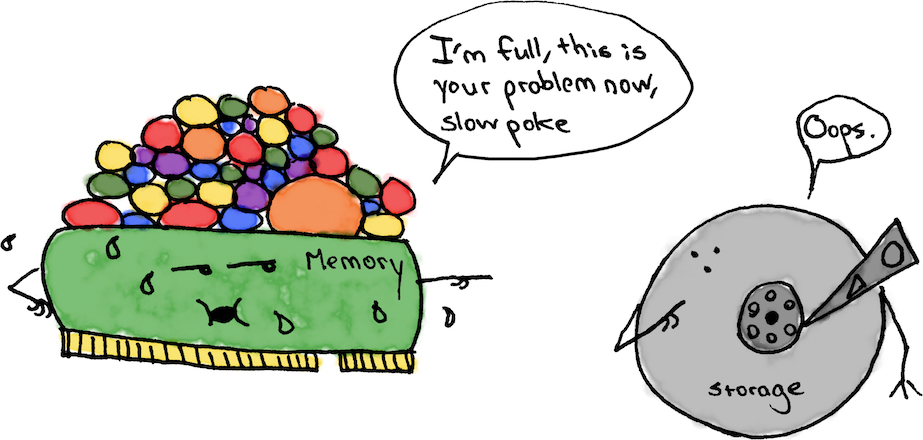 I'm full, this is
your problem now,
slow poke
Oops.
Memory
storage